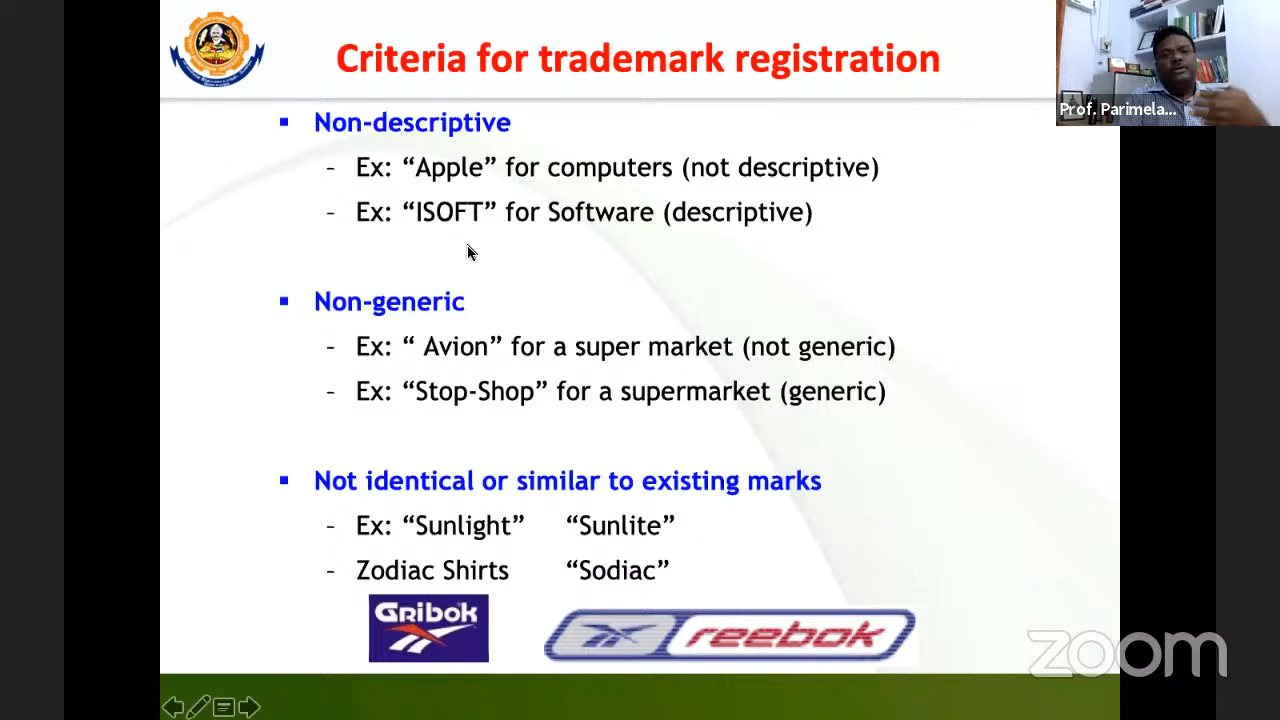 Criteria for trademark registration
Prof. Parimela...
Non-descriptive
– Ex: “Apple” for computers (not descriptive)
– Ex: “ISOFT” for Software (descriptive)
Non-generic
– Ex: “ Avion” for a super market (not generic)
– Ex: “Stop-Shop” for a supermarket (generic)
Not identical or similar to existing marks
– Ex: “Sunlight” “Sunlite”
– Zodiac Shirts “Sodiac”
GRibok
reebok
zoom